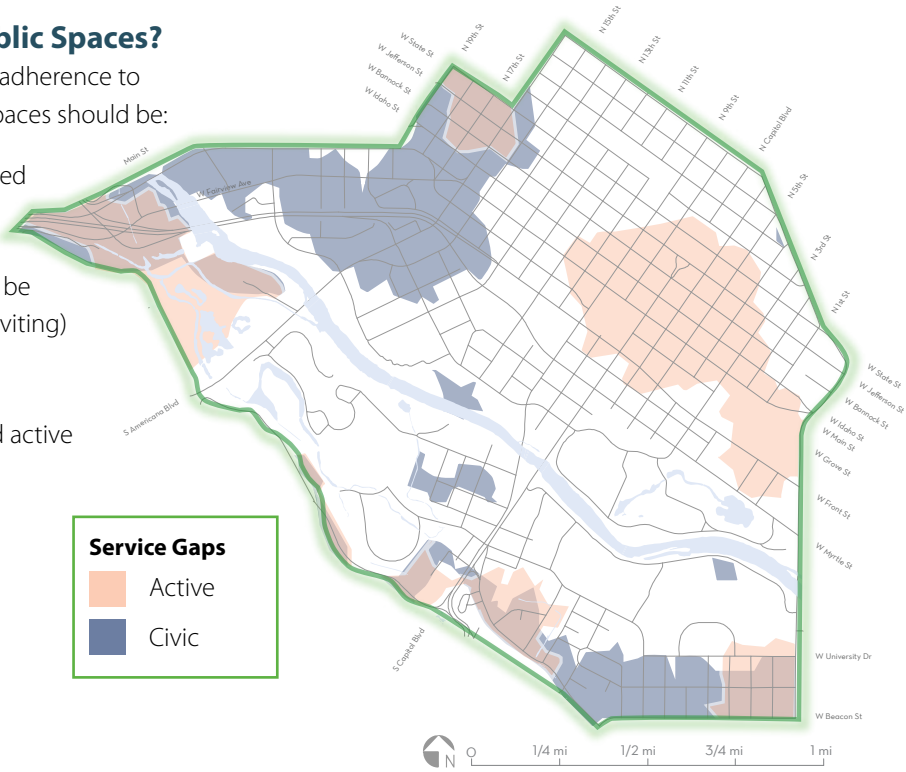 blic Spaces?
adherence to
paces should be:
ed
be
viting)
d active
Service Gaps
Active
Civic
W State St
W Jefferson St
W Bannock St
W Idaho St
N 19th St
N 17th St
N 15th St
N 13th St
N 11th St
N 9th St
N Capitol Blvd
N 5th St
N 3rd St
N 1st St
Main St
W Fairview Ave
S Americana Blvd
S Capitol Blvd
W State St
W Jefferson St
W Bannock St
W Idaho St
W Main St
W Grove St
W Front St
W Myrtle St
W University Dr
W Beacon St
N
0 1/4 mi 1/2 mi 3/4 mi 1 mi